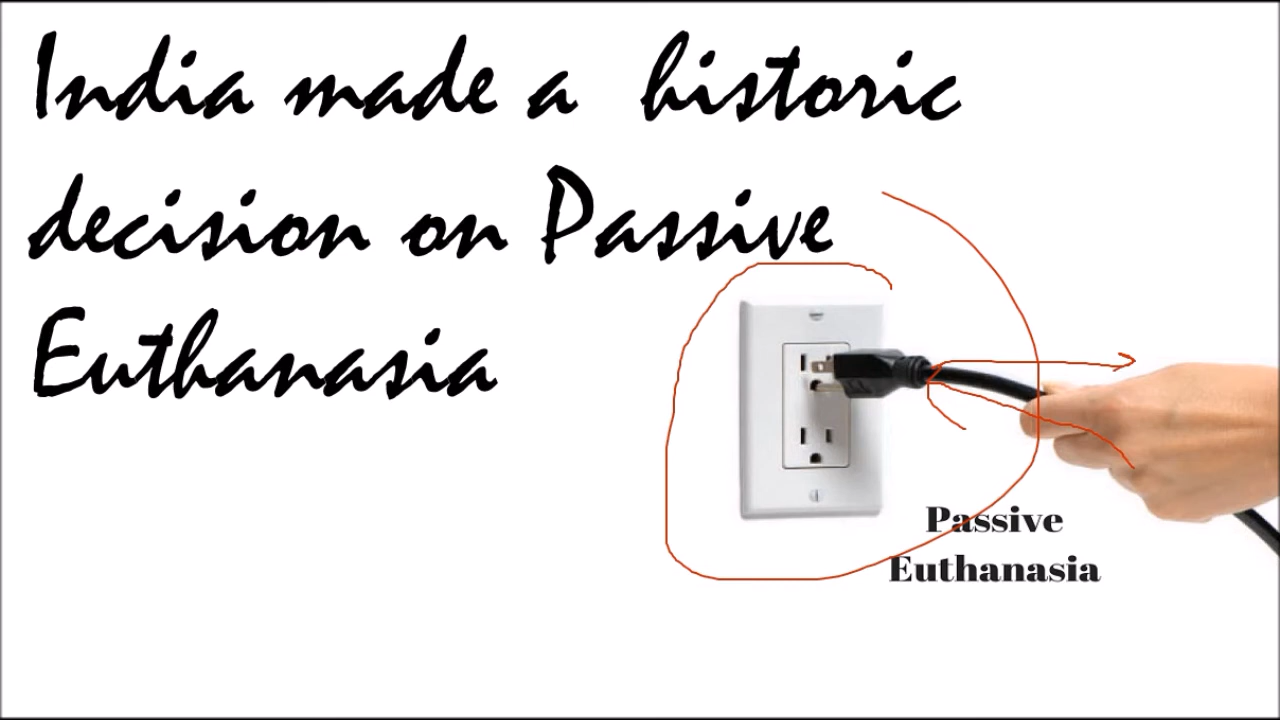 India made a historic
decision on Passive
Euthanasia
Passive
Euthanasia